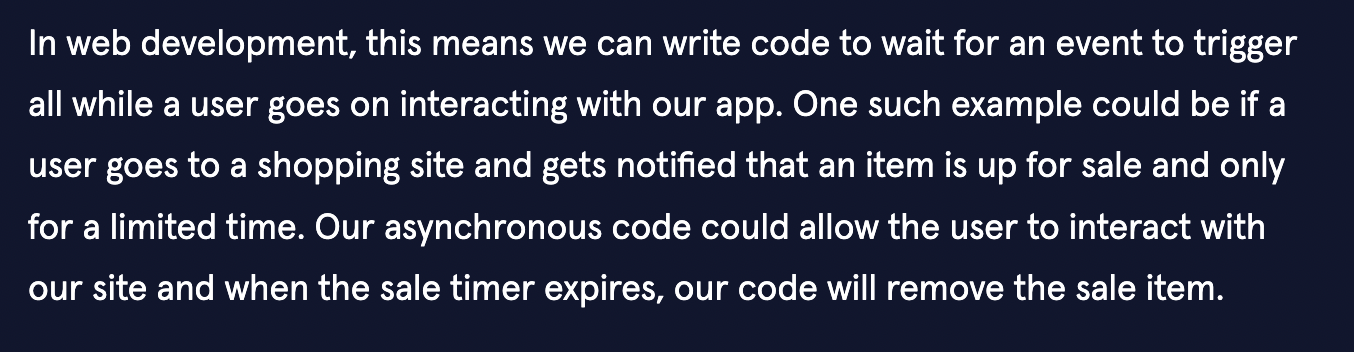 In web development, this means we can write code to wait for an event to trigger
all while a user goes on interacting with our app. One such example could be if a
user goes to a shopping site and gets notified that an item is up for sale and only
for a limited time. Our asynchronous code could allow the user to interact with
our site and when the sale timer expires, our code will remove the sale item.